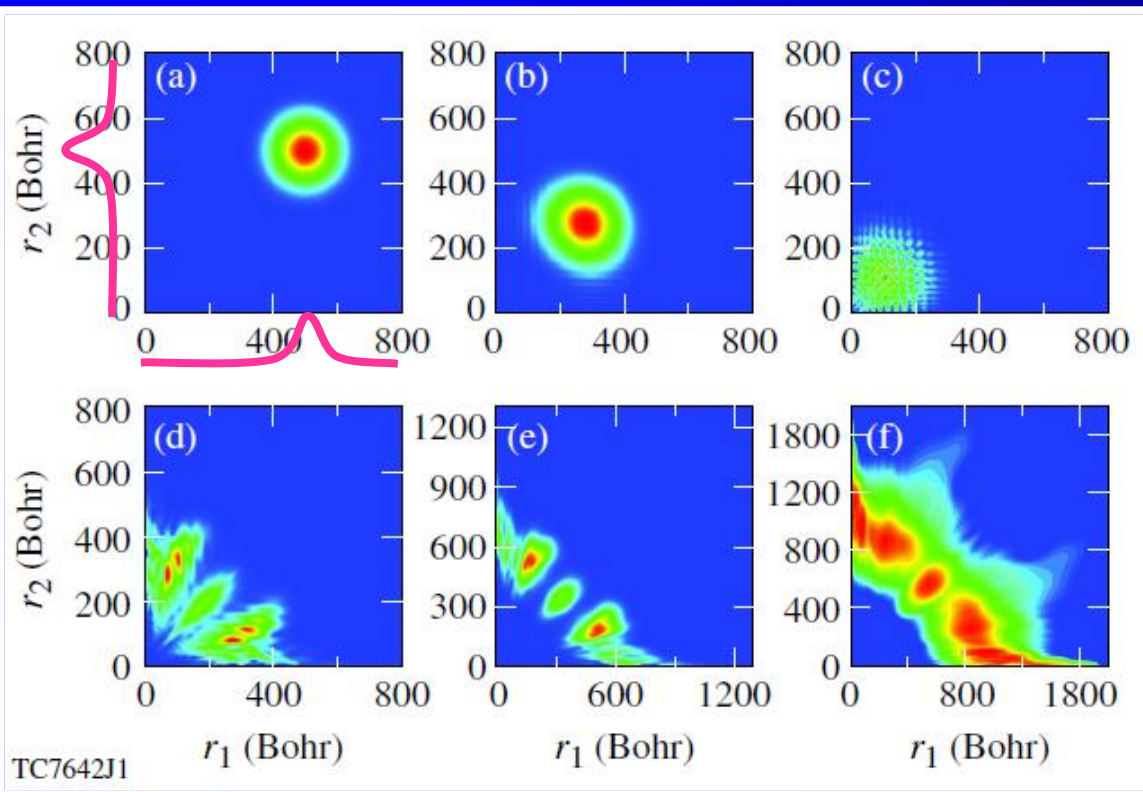 (a) (b) (c)
800 800 800
600 600 600
400 400 400
200 200 200
0 0 0
r2 (Bohr)
0 400 800 0 400 800 0 400 800
(d) (e) (f)
800 1200 1800
600 900 1200
400 600 800
200 300 400
0 0 0
r2 (Bohr)
0 400 800 0 600 1200 0 800 1800
r1 (Bohr) r1 (Bohr) r1 (Bohr)
TC7642J1